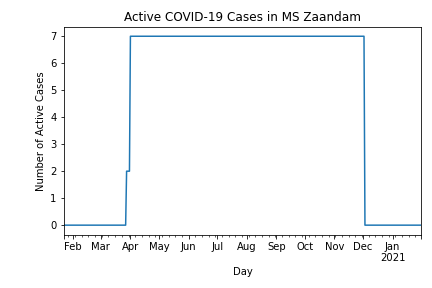 Active COVID-19 Cases in MS Zaandam
Number of Active Cases
7
6
5
4
3
2
1
0
Feb Mar Apr May Jun Jul Aug Sep Oct Nov Dec Jan
2021
Day